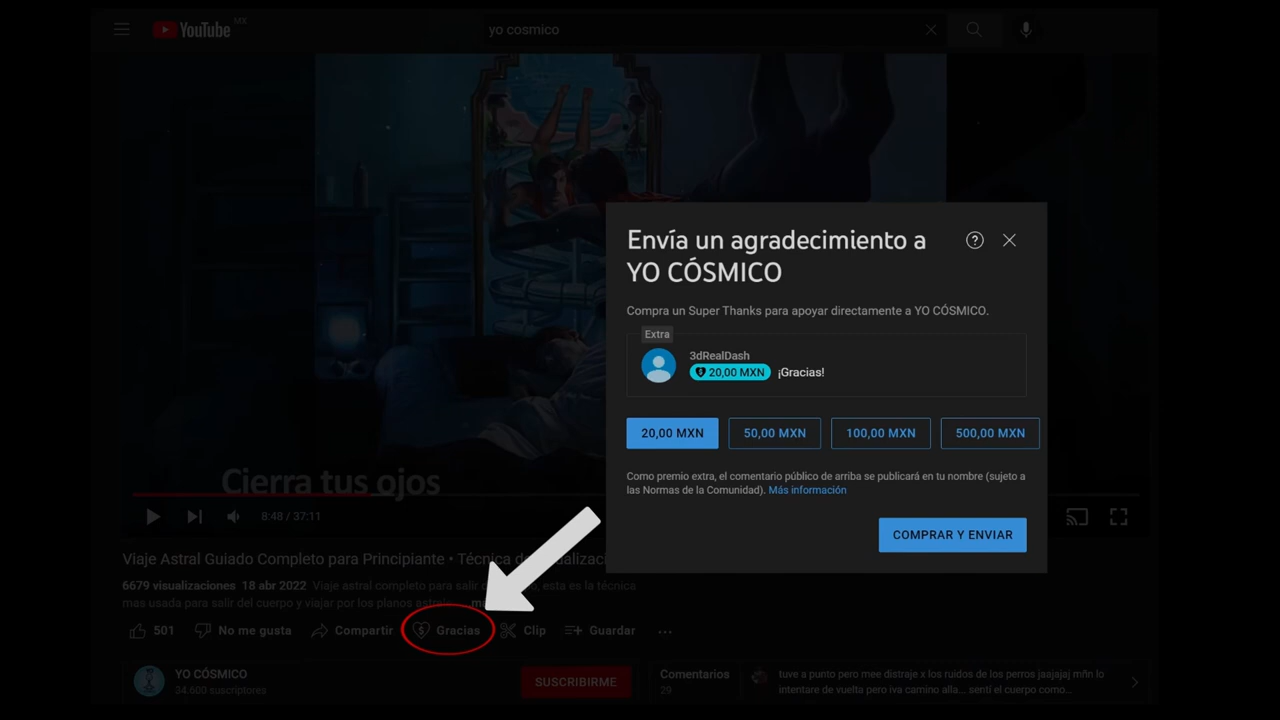 YouTube MX
yo cosmico
Envía un agradecimiento a
YO CÓSMICO
Compra un Super Thanks para apoyar directamente a YO CÓSMICO.
Extra
3dRealDash
20,00 MXN ¡Gracias!
20,00 MXN 50,00 MXN 100,00 MXN 500,00 MXN
Como premio extra, el comentario público de arriba se publicará en tu nombre (sujeto a
las Normas de la Comunidad). Más información
COMPRAR Y ENVIAR
Cierra tus ojos
8:48 / 37:11
Viaje Astral Guiado Completo para Principiante • Técnica
6679 visualizaciones 18 abr 2022 Viaje astral completo para salir esta es la técnica
mas usada para salir del cuerpo y viajar por los planos
501 No me gusta Compartir Gracias Clip Guardar
YO CÓSMICO
34.600 suscriptores
SUSCRIBIRME
Comentarios
29
tuve a punto pero mee distraje x los ruidos de los perros jaajajaj mñn lo
intentare de vuelta pero iva camino alla... sentí el cuerpo como...